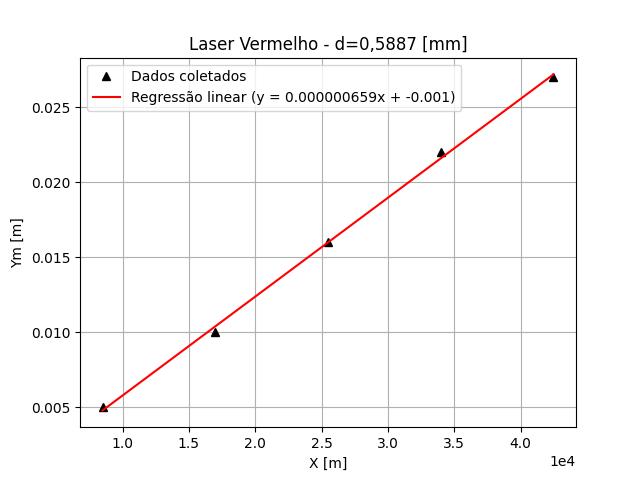 Laser Vermelho - d=0,5887 [mm]
Dados coletados
Regressão linear (y = 0.000000659x + -0.001)
0.025
0.020
0.015
0.010
0.005
Ym [m]
1.0 1.5 2.0 2.5 3.0 3.5 4.0
1e4
X [m]